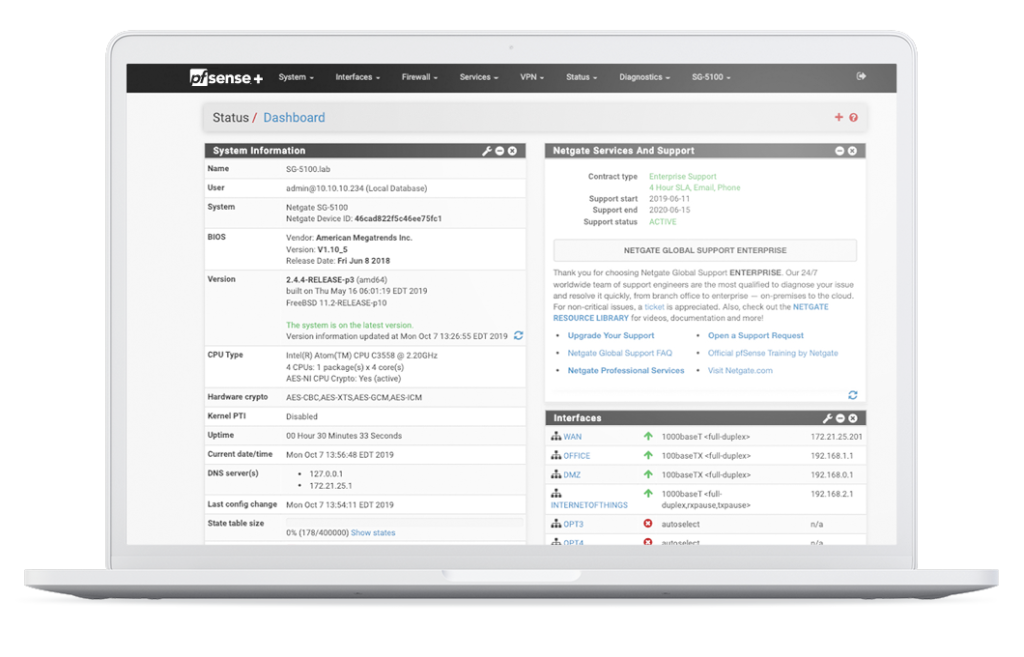 pfsense +
System Interfaces Firewall Services VPN Status Diagnostics SG-5100
Status / Dashboard
System Information
Name SG-5100.lab
User admin@10.10.10.234 (Local Database)
System Netgate SG-5100
Netgate Device ID: 46cad822f5c46ee75fc1
BIOS Vendor: American Megatrends Inc.
Version: V1.10_5
Release Date: Fri Jun 8 2018
Version 2.4.4-RELEASE-p3 (amd64)
built on Thu May 16 06:01:19 EDT 2019
FreeBSD 11.2-RELEASE-p10
The system is on the latest version.
Version information updated at Mon Oct 7 13:26:55 EDT 2019
CPU Type Intel(R) Atom(TM) CPU C3558 @ 2.20GHz
4 CPUs: 1 package(s) x 4 core(s)
AES-NI CPU Crypto: Yes (active)
Hardware crypto AES-CBC,AES-XTS,AES-GCM,AES-ICM
Kernel PTI Disabled
Uptime 00 Hour 30 Minutes 33 Seconds
Current date/time Mon Oct 7 13:56:48 EDT 2019
DNS server(s) • 127.0.0.1
• 172.21.25.1
Last config change Mon Oct 7 13:54:11 EDT 2019
State table size
0% (178/400000) Show states
Netgate Services And Support
Contract type Enterprise Support
4 Hour SLA, Email, Phone
Support start 2019-06-11
Support end 2020-06-15
Support status ACTIVE
NETGATE GLOBAL SUPPORT ENTERPRISE
Thank you for choosing Netgate Global Support ENTERPRISE. Our 24/7
worldwide team of support engineers are the most qualified to diagnose your issue
and resolve it quickly, from branch office to enterprise — on-premises to the cloud.
For non-critical issues, a ticket is appreciated. Also, check out the NETGATE
RESOURCE LIBRARY for videos, documentation and more!
• Upgrade Your Support • Open a Support Request
• Netgate Global Support FAQ • Official pfSense Training by Netgate
• Netgate Professional Services • Visit Netgate.com
Interfaces
WAN 1000baseT <full-duplex> 172.21.25.201
OFFICE 100baseTX <full-duplex> 192.168.1.1
DMZ 100baseTX <full-duplex> 192.168.0.1
INTERNETOFTHINGS 1000baseT <full- 192.168.2.1
duplex,rxpause,txpause>
OPT3 autoselect n/a
OPT4 autoselect n/a